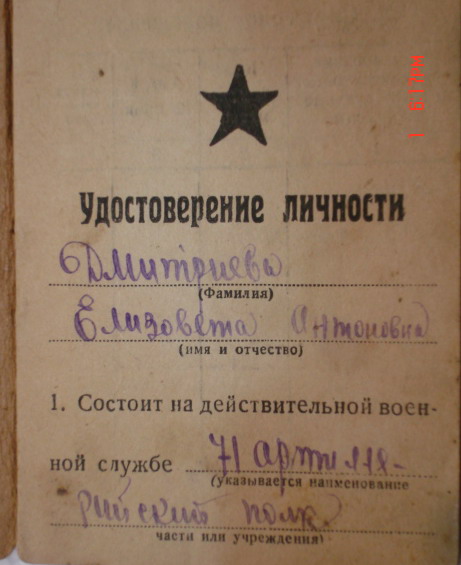 1 6:17PM
Удостоверение личности
Дмитриева
(Фамилия)
Елизовета Антоновна
(имя и отчество)
1. Состоит на действительной воен-
ной службе 71 артилле-
(указывается наименование
рийский полк
части или учреждения)